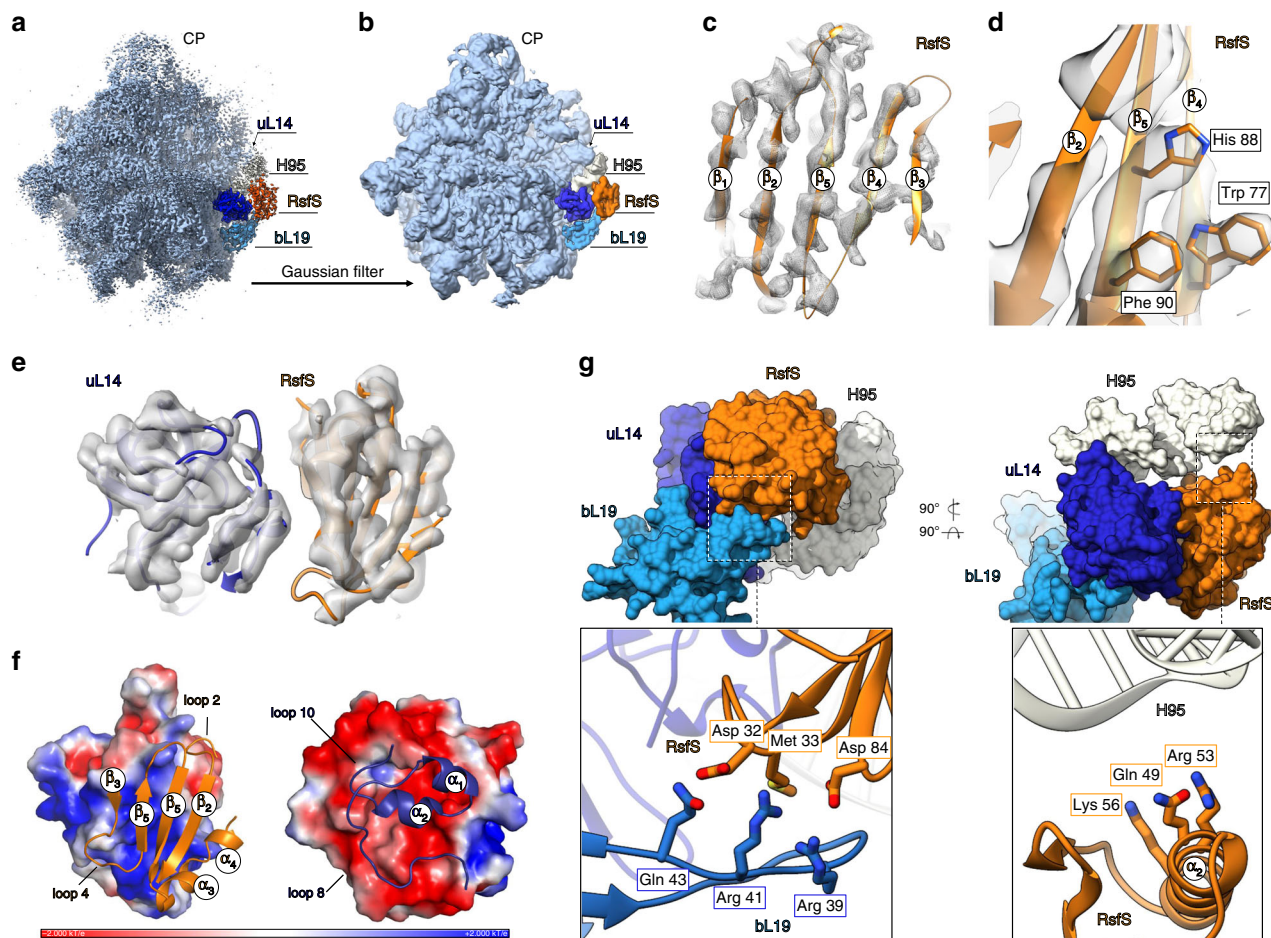 a
CP
uL14
H95
RsfS
bL19
Gaussian filter
b
CP
uL14
H95
RsfS
bL19
c
RsfS
β1
β2
β5
β4
β3
d
RsfS
β4
β5
β2
His 88
Trp 77
Phe 90
e
uL14
RsfS
f
loop 2
β3
β5
β5
β2
α4
α3
loop 4
loop 10
α1
α2
loop 8
−2.000 kT/e
+2.000 kT/e
g
RsfS
H95
uL14
bL19
90°
90°
H95
uL14
bL19
RsfS
Asp 32
RsfS
Met 33
Asp 84
Gln 43
Arg 41
Arg 39
bL19
H95
Arg 53
Gln 49
Lys 56
α2
RsfS